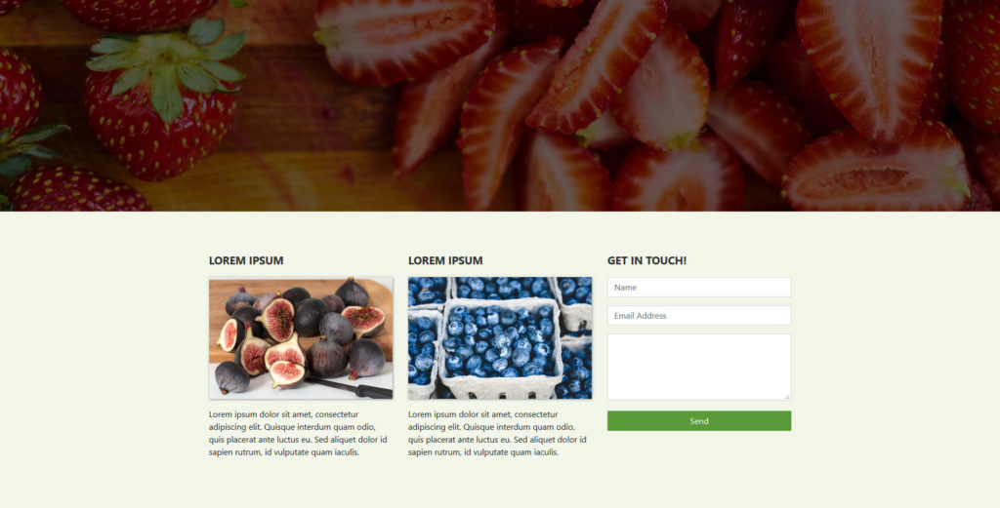 LOREM IPSUM
Lorem ipsum dolor sit amet, consectetur
adipiscing elit. Quisque interdum quam odio,
quis placerat ante luctus eu. Sed aliquet dolor id
sapien rutrum, id vulputate quam iaculis.
LOREM IPSUM
Lorem ipsum dolor sit amet, consectetur
adipiscing elit. Quisque interdum quam odio,
quis placerat ante luctus eu. Sed aliquet dolor id
sapien rutrum, id vulputate quam iaculis.
GET IN TOUCH!
Name
Email Address
Send